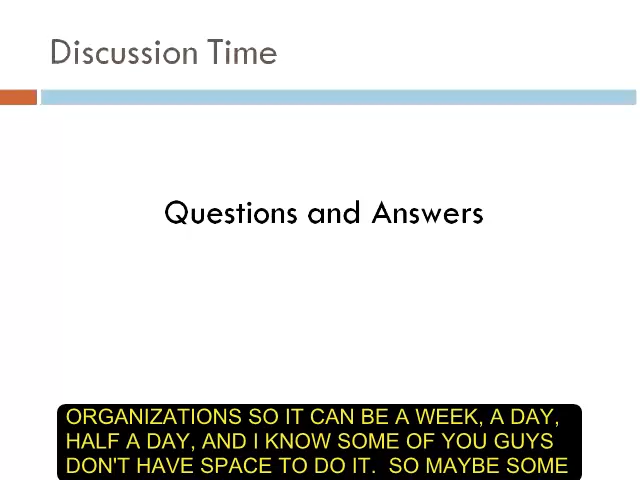 Discussion Time
Questions and Answers
ORGANIZATIONS SO IT CAN BE A WEEK, A DAY,
HALF A DAY, AND I KNOW SOME OF YOU GUYS
DON'T HAVE SPACE TO DO IT.  SO MAYBE SOME